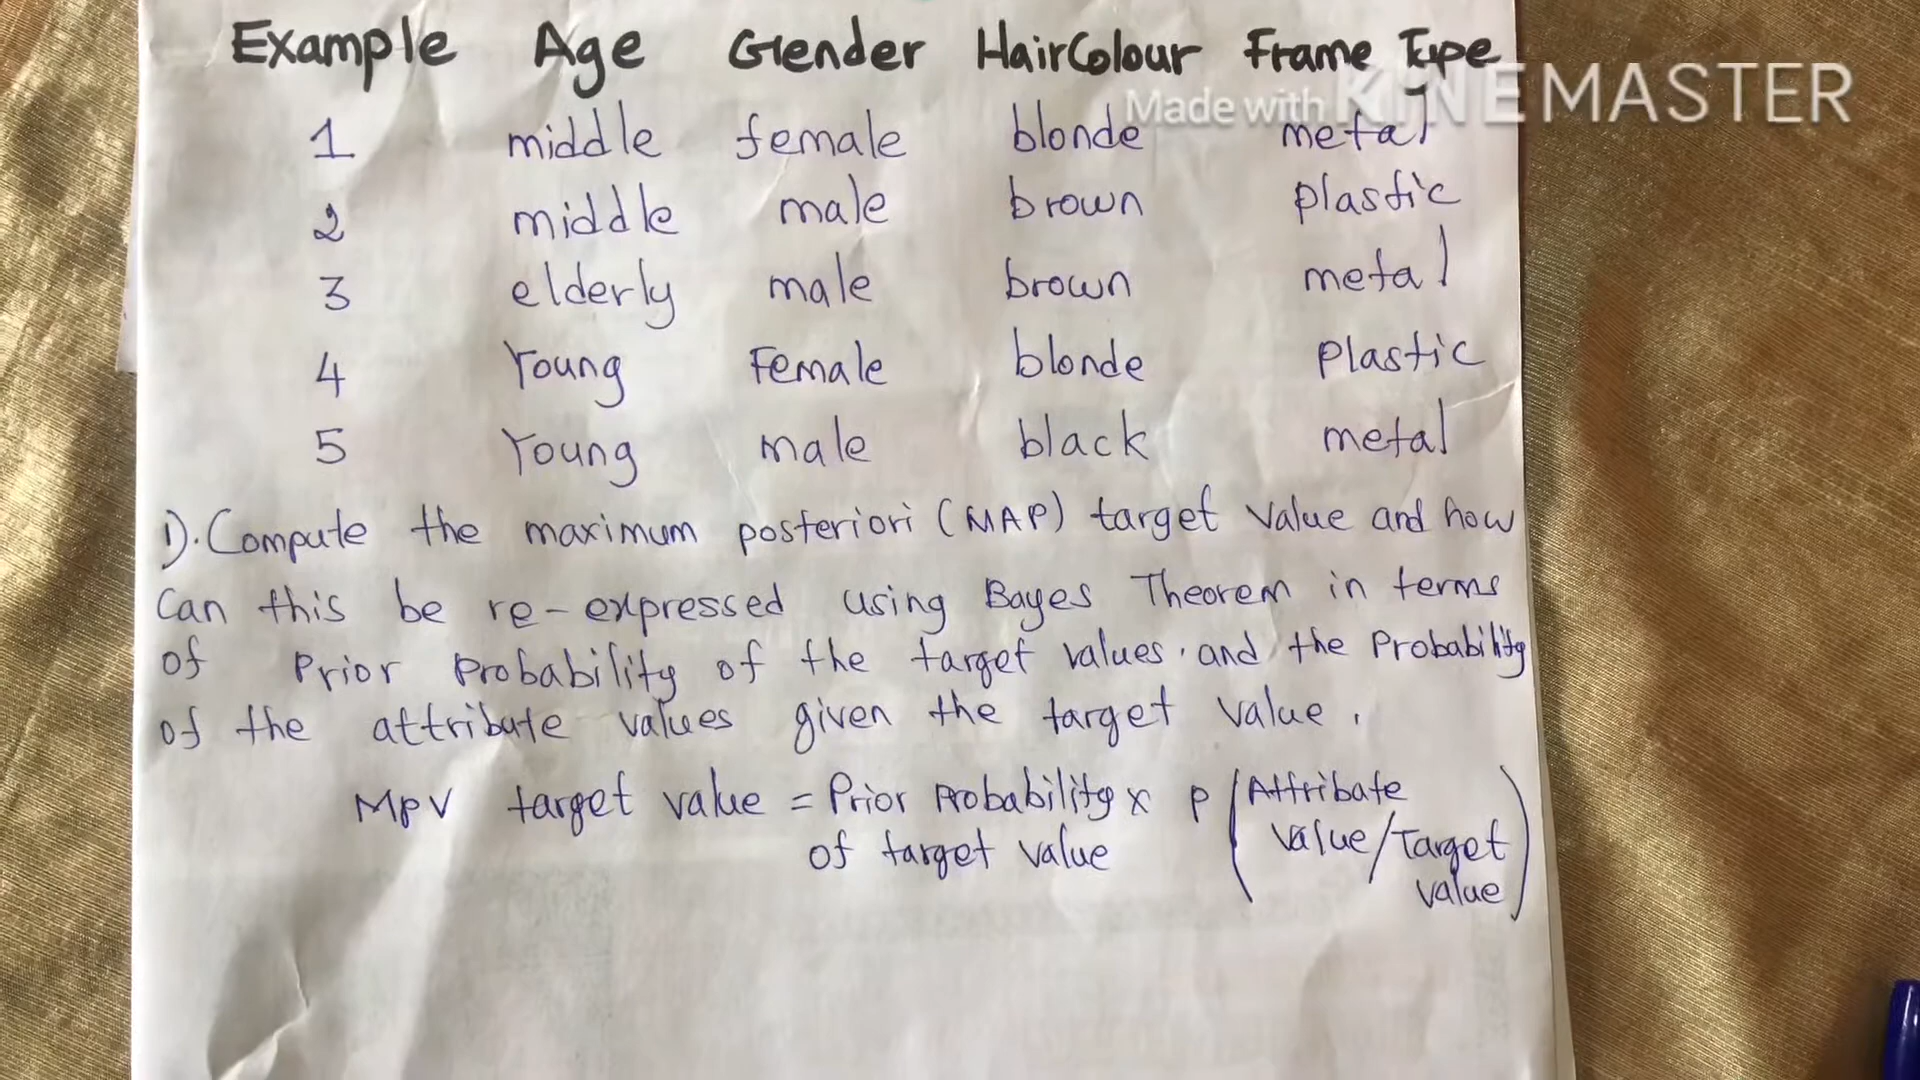 Example Age Gender HairColour Frame Type
Made with KINEMASTER
1 middle female blonde metal
2 middle male brown plastic
3 elderly male brown metal
4 Young Female blonde Plastic
5 Young male black metal
1). Compute the maximum posteriori (MAP) target value and how
Can this be re-expressed using Bayes Theorem in terms
of Prior Probability of the target values. and the Probability
of the attribute values given the target value.
MPV target value = Prior Probability x P (Attribute
of target value value/Target
value)